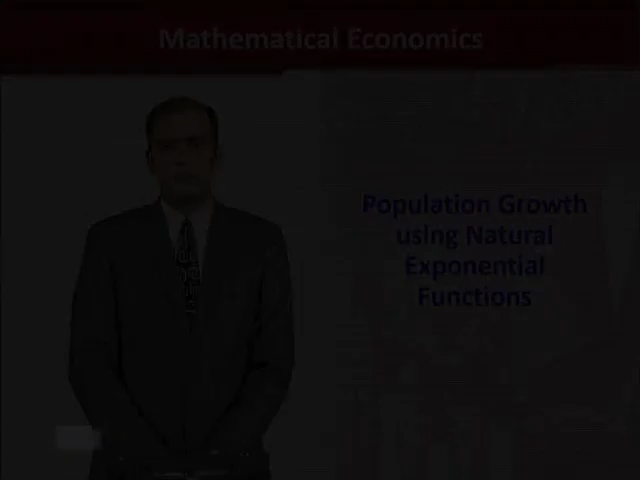 Mathematical Economics
Population Growth
using Natural
Exponential
Functions